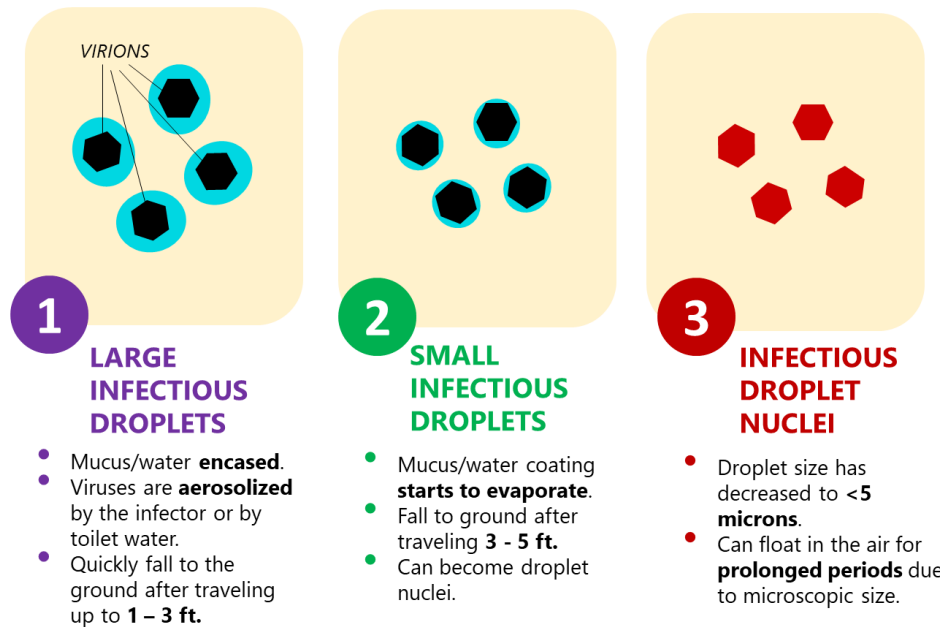 VIRIONS
1
LARGE
INFECTIOUS
DROPLETS
• Mucus/water encased.
• Viruses are aerosolized
by the infector or by
toilet water.
• Quickly fall to the
ground after traveling
up to 1 – 3 ft.
2
SMALL
INFECTIOUS
DROPLETS
• Mucus/water coating
starts to evaporate.
• Fall to ground after
traveling 3 - 5 ft.
• Can become droplet
nuclei.
3
INFECTIOUS
DROPLET
NUCLEI
• Droplet size has
decreased to <5
microns.
• Can float in the air for
prolonged periods due
to microscopic size.